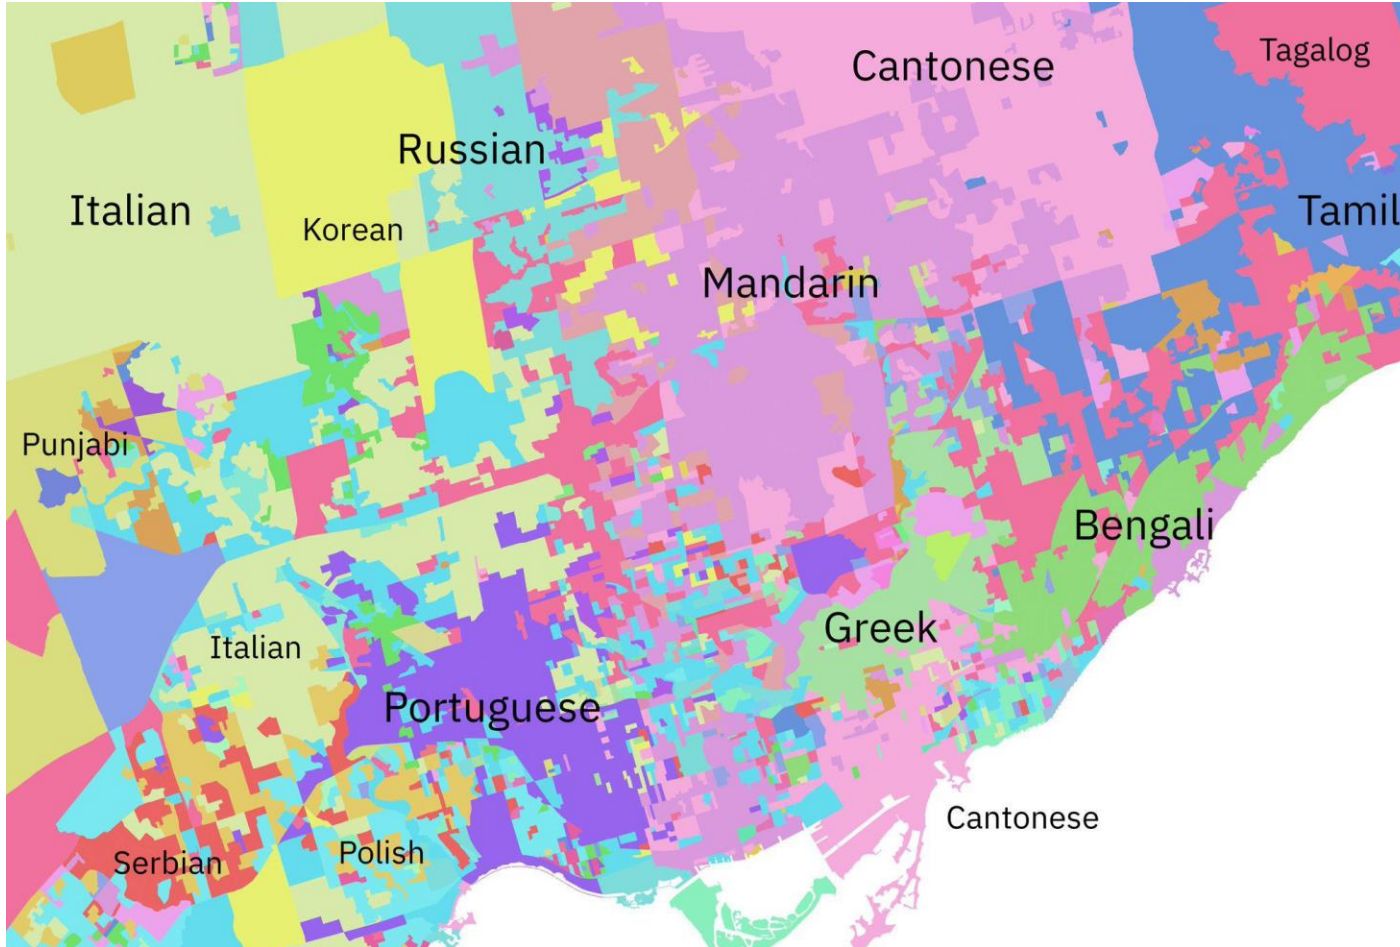 Tagalog
Cantonese
Russian
Italian
Tamil
Korean
Mandarin
Punjabi
Bengali
Greek
Italian
Portuguese
Cantonese
Polish
Serbian